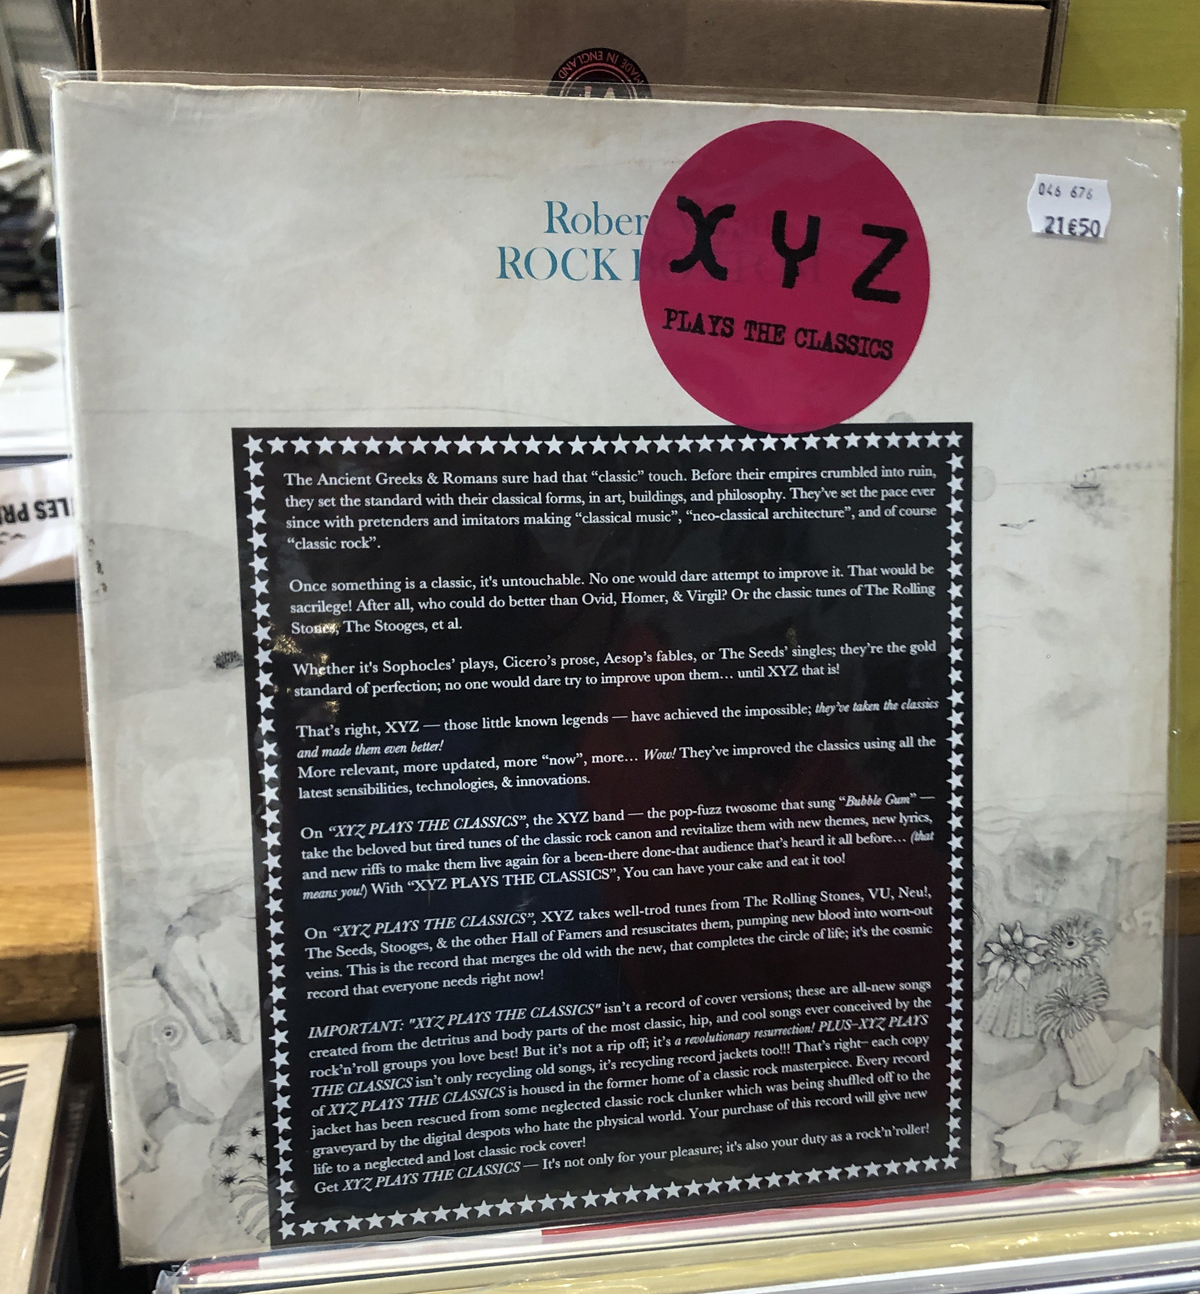 MADE IN ENGLAND
046 676
21€50
Rober
ROCK
XYZ
PLAYS THE CLASSICS
The Ancient Greeks & Romans sure had that “classic” touch. Before their empires crumbled into ruin,
they set the standard with their classical forms, in art, buildings, and philosophy. They’ve set the pace ever
since with pretenders and imitators making “classical music”, “neo-classical architecture”, and of course
“classic rock”.
Once something is a classic, it's untouchable. No one would dare attempt to improve it. That would be
sacrilege! After all, who could do better than Ovid, Homer, & Virgil? Or the classic tunes of The Rolling
Stones, The Stooges, et al.
Whether it's Sophocles’ plays, Cicero’s prose, Aesop’s fables, or The Seeds’ singles; they’re the gold
standard of perfection; no one would dare try to improve upon them... until XYZ that is!
That’s right, XYZ — those little known legends — have achieved the impossible; they’ve taken the classics
and made them even better!
More relevant, more updated, more “now”, more... Wow! They’ve improved the classics using all the
latest sensibilities, technologies, & innovations.
On “XYZ PLAYS THE CLASSICS”, the XYZ band — the pop-fuzz twosome that sung “Bubble Gum” —
take the beloved but tired tunes of the classic rock canon and revitalize them with new themes, new lyrics,
and new riffs to make them live again for a been-there done-that audience that’s heard it all before... (that
means you!) With “XYZ PLAYS THE CLASSICS”, You can have your cake and eat it too!
On “XYZ PLAYS THE CLASSICS”, XYZ takes well-trod tunes from The Rolling Stones, VU, Neu!,
The Seeds, Stooges, & the other Hall of Famers and resuscitates them, pumping new blood into worn-out
veins. This is the record that merges the old with the new, that completes the circle of life; it's the cosmic
record that everyone needs right now!
IMPORTANT: "XYZ PLAYS THE CLASSICS" isn’t a record of cover versions; these are all-new songs
created from the detritus and body parts of the most classic, hip, and cool songs ever conceived by the
rock’n’roll groups you love best! But it’s not a rip off; it’s a revolutionary resurrection! PLUS–XYZ PLAYS
THE CLASSICS isn’t only recycling old songs, it’s recycling record jackets too!!! That’s right– each copy
of XYZ PLAYS THE CLASSICS is housed in the former home of a classic rock masterpiece. Every record
jacket has been rescued from some neglected classic rock clunker which was being shuffled off to the
graveyard by the digital despots who hate the physical world. Your purchase of this record will give new
life to a neglected and lost classic rock cover!
Get XYZ PLAYS THE CLASSICS — It’s not only for your pleasure; it's also your duty as a rock’n’roller!